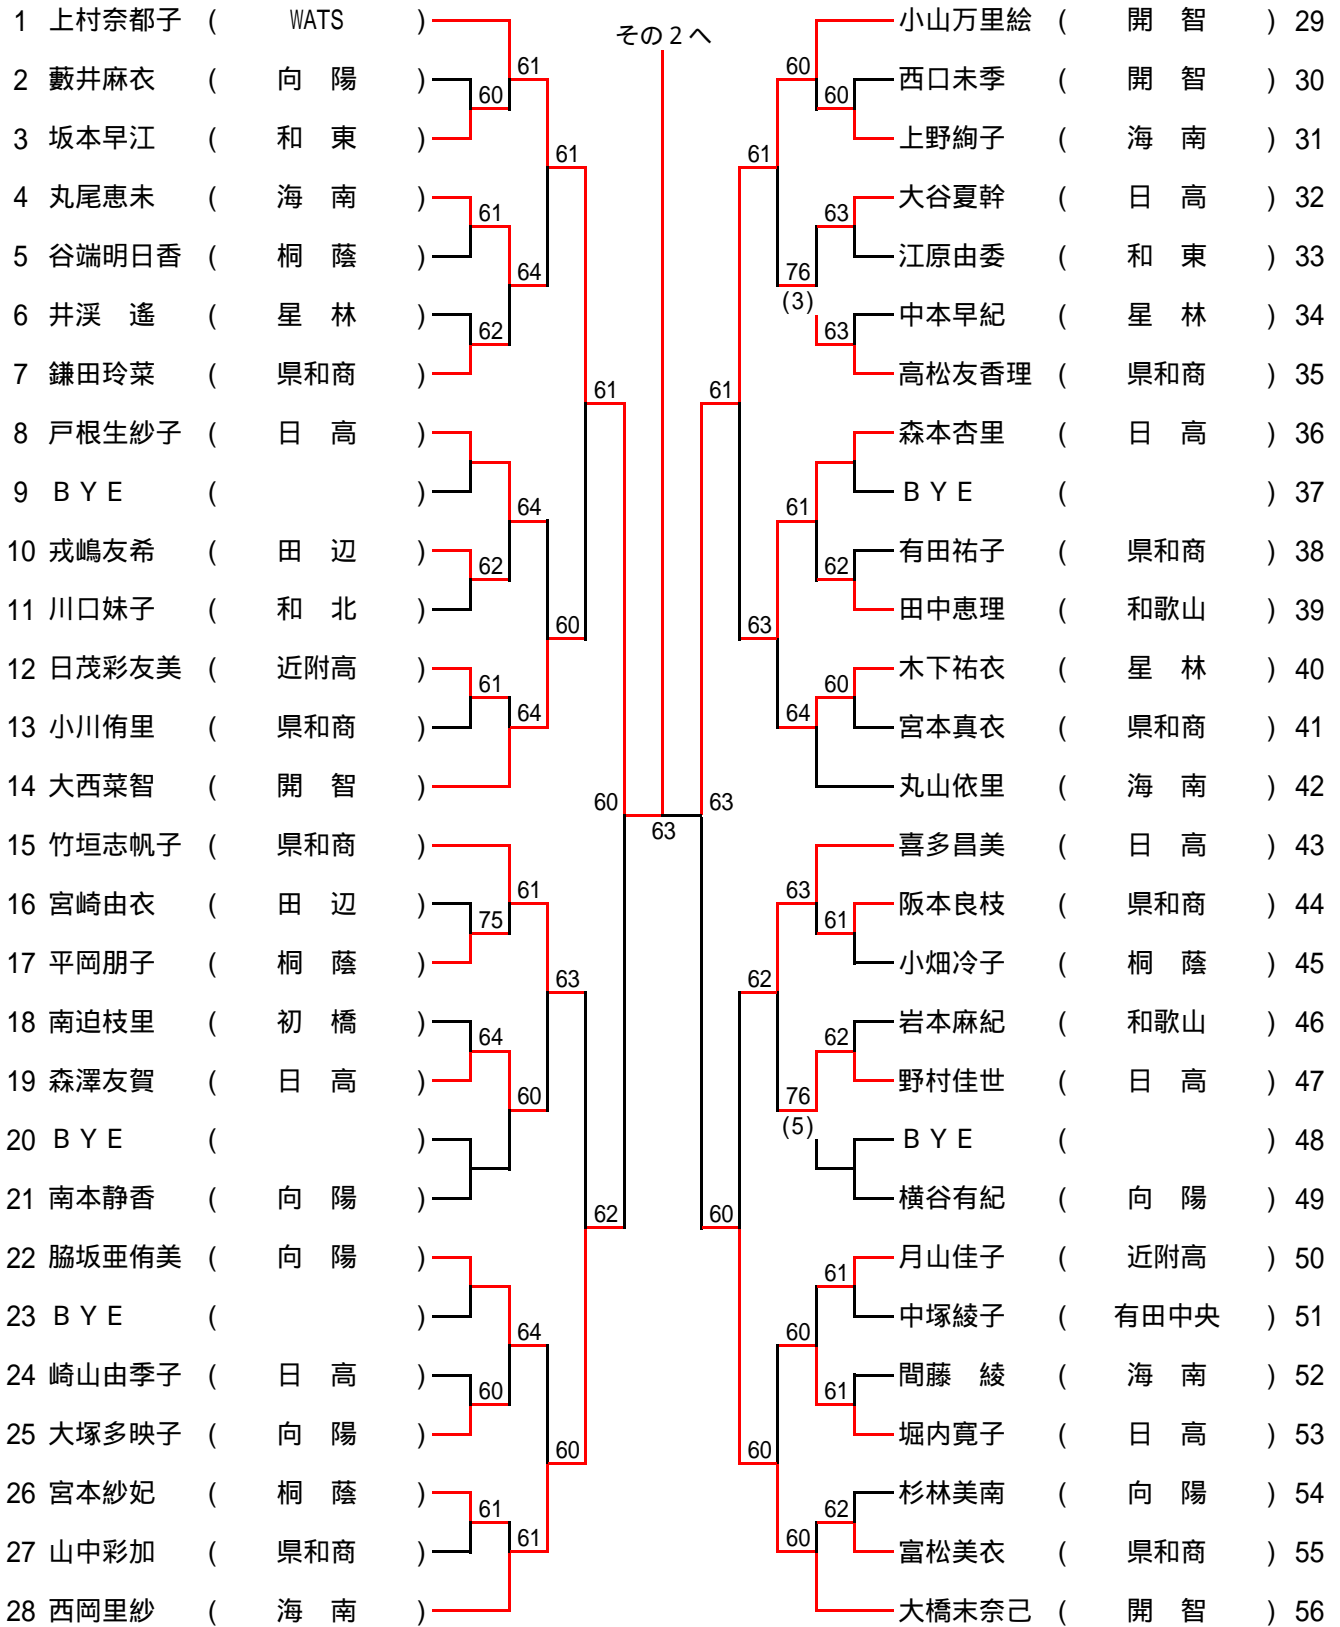 1 上村奈都子 ( WATS )
2 藪井麻衣 ( 向 陽 )
3 坂本早江 ( 和 東 )
4 丸尾恵未 ( 海 南 )
5 谷端明日香 ( 桐 蔭 )
6 井渓 遙 ( 星 林 )
7 鎌田玲菜 ( 県和商 )
8 戸根生紗子 ( 日 高 )
9 ＢＹＥ ( )
10 戎嶋友希 ( 田 辺 )
11 川口妹子 ( 和 北 )
12 日茂彩友美 ( 近附高 )
13 小川侑里 ( 県和商 )
14 大西菜智 ( 開 智 )
15 竹垣志帆子 ( 県和商 )
16 宮崎由衣 ( 田 辺 )
17 平岡朋子 ( 桐 蔭 )
18 南迫枝里 ( 初 橋 )
19 森澤友賀 ( 日 高 )
20 ＢＹＥ ( )
21 南本静香 ( 向 陽 )
22 脇坂亜侑美 ( 向 陽 )
23 ＢＹＥ ( )
24 崎山由季子 ( 日 高 )
25 大塚多映子 ( 向 陽 )
26 宮本紗妃 ( 桐 蔭 )
27 山中彩加 ( 県和商 )
28 西岡里紗 ( 海 南 )
60
61
62
75
64
60
61
61
61
64
64
64
61
60
64
61
61
60
63
60
61
62
60
その２へ
63
63
61
60
61
63
62
60
60
76
(3)
61
64
63
76
(5)
60
60
60
63
63
62
60
61
62
61
61
62
小山万里絵 ( 開 智 ) 29
西口未季 ( 開 智 ) 30
上野絢子 ( 海 南 ) 31
大谷夏幹 ( 日 高 ) 32
江原由委 ( 和 東 ) 33
中本早紀 ( 星 林 ) 34
高松友香理 ( 県和商 ) 35
森本杏里 ( 日 高 ) 36
ＢＹＥ ( ) 37
有田祐子 ( 県和商 ) 38
田中恵理 ( 和歌山 ) 39
木下祐衣 ( 星 林 ) 40
宮本真衣 ( 県和商 ) 41
丸山依里 ( 海 南 ) 42
喜多昌美 ( 日 高 ) 43
阪本良枝 ( 県和商 ) 44
小畑冷子 ( 桐 蔭 ) 45
岩本麻紀 ( 和歌山 ) 46
野村佳世 ( 日 高 ) 47
ＢＹＥ ( ) 48
横谷有紀 ( 向 陽 ) 49
月山佳子 ( 近附高 ) 50
中塚綾子 ( 有田中央 ) 51
間藤 綾 ( 海 南 ) 52
堀内寛子 ( 日 高 ) 53
杉林美南 ( 向 陽 ) 54
富松美衣 ( 県和商 ) 55
大橋末奈己 ( 開 智 ) 56